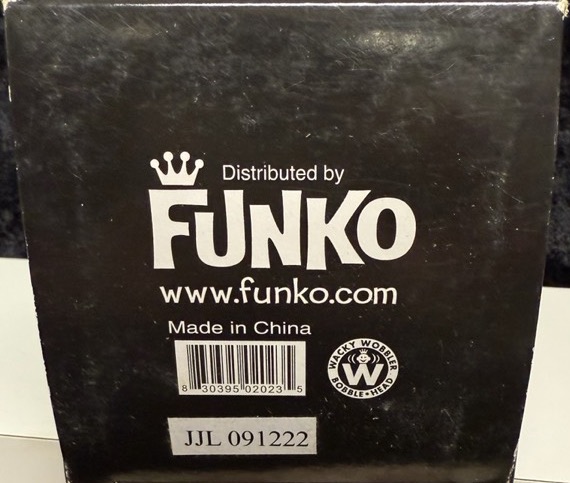 Distributed by
FUNKO
www.funko.com
Made in China
8 30395 02023 5
WACKY WOBBLER
W
BOBBLE • HEAD
JJL 091222